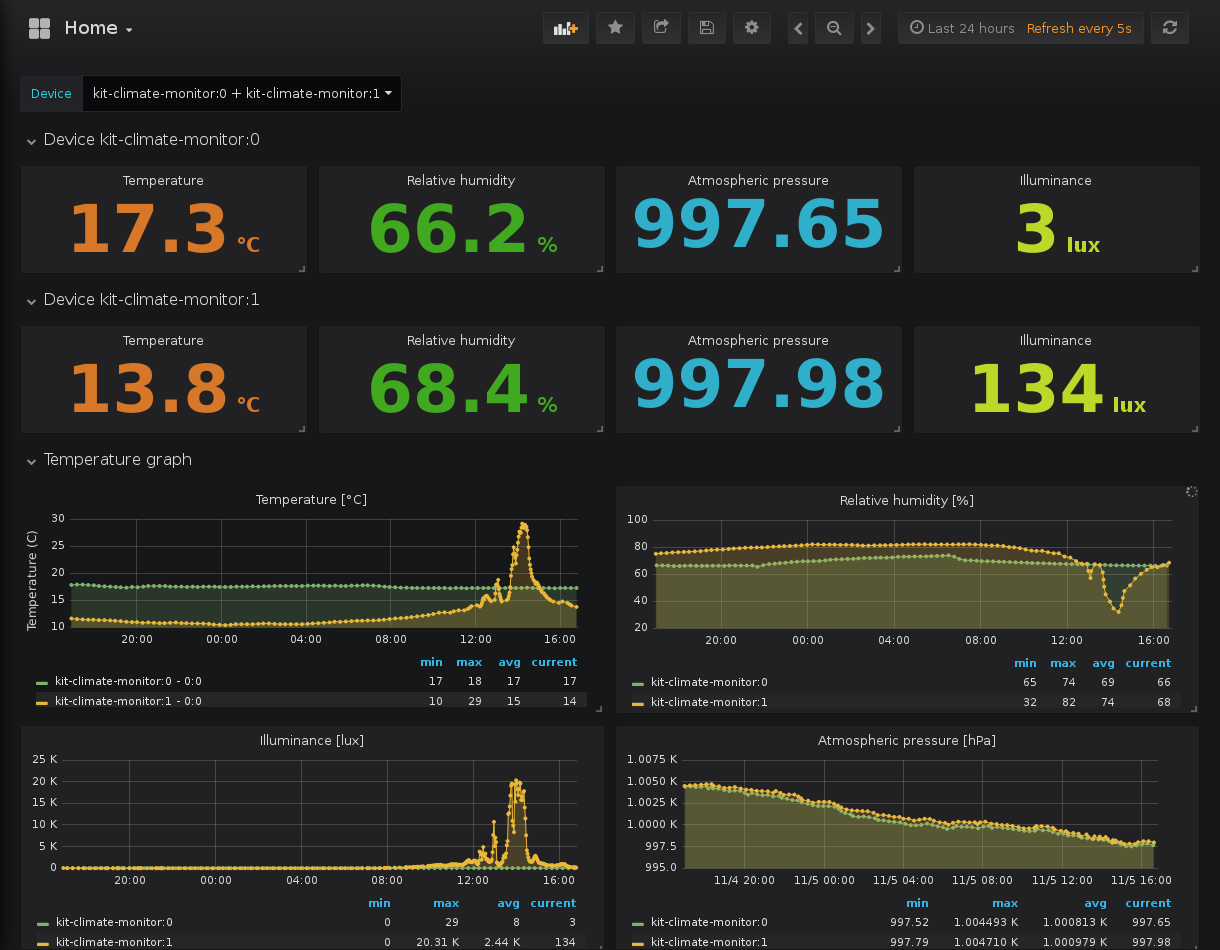 Home
Last 24 hours Refresh every 5s
Device kit-climate-monitor:0 + kit-climate-monitor:1
Device kit-climate-monitor:0
Temperature Relative humidity Atmospheric pressure Illuminance
17.3 °C 66.2 % 997.65 3 lux
Device kit-climate-monitor:1
Temperature Relative humidity Atmospheric pressure Illuminance
13.8 °C 68.4 % 997.98 134 lux
Temperature graph
Temperature [°C]
Temperature (C)
30
25
20
15
10
20:00 00:00 04:00 08:00 12:00 16:00
min max avg current
kit-climate-monitor:0 - 0:0 17 18 17 17
kit-climate-monitor:1 - 0:0 10 29 15 14
Relative humidity [%]
100
80
60
40
20
20:00 00:00 04:00 08:00 12:00 16:00
min max avg current
kit-climate-monitor:0 65 74 69 66
kit-climate-monitor:1 32 82 74 68
Illuminance [lux]
25 K
20 K
15 K
10 K
5 K
0
20:00 00:00 04:00 08:00 12:00 16:00
min max avg current
kit-climate-monitor:0 0 29 8 3
kit-climate-monitor:1 0 20.31 K 2.44 K 134
Atmospheric pressure [hPa]
1.0075 K
1.0050 K
1.0025 K
1.0000 K
997.5
995.0
11/4 20:00 11/5 00:00 11/5 04:00 11/5 08:00 11/5 12:00 11/5 16:00
min max avg current
kit-climate-monitor:0 997.52 1.004493 K 1.000813 K 997.65
kit-climate-monitor:1 997.79 1.004710 K 1.000979 K 997.98